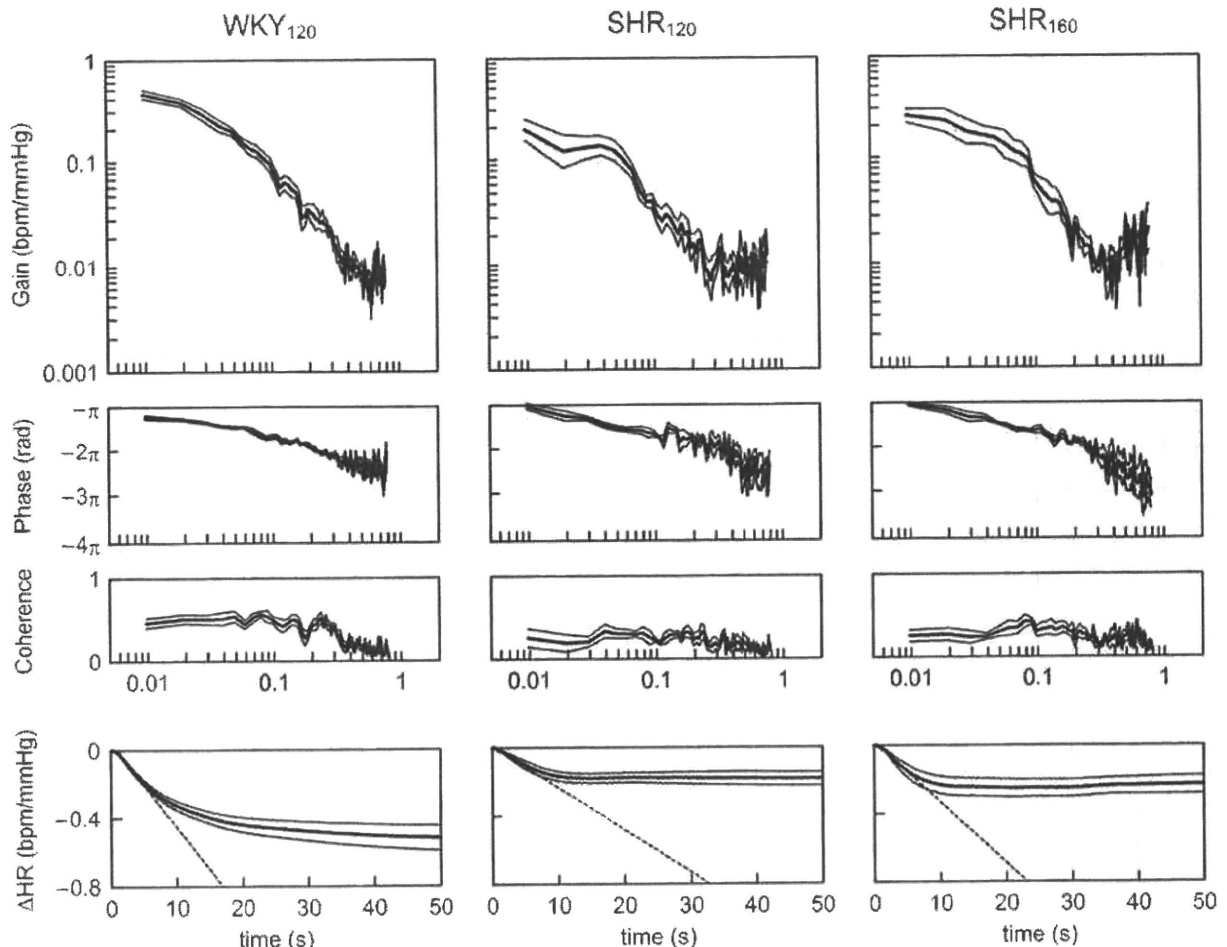 WKY₁₂₀ SHR₁₂₀ SHR₁₆₀
Gain (bpm/mmHg)
1
0.1
0.01
0.001
Phase (rad)
−π
−2π
−3π
−4π
Coherence
1
0
0.01 0.1 1 0.01 0.1 1 0.01 0.1 1
ΔHR (bpm/mmHg)
0
−0.4
−0.8
0 10 20 30 40 50 0 10 20 30 40 50 0 10 20 30 40 50
time (s) time (s) time (s)